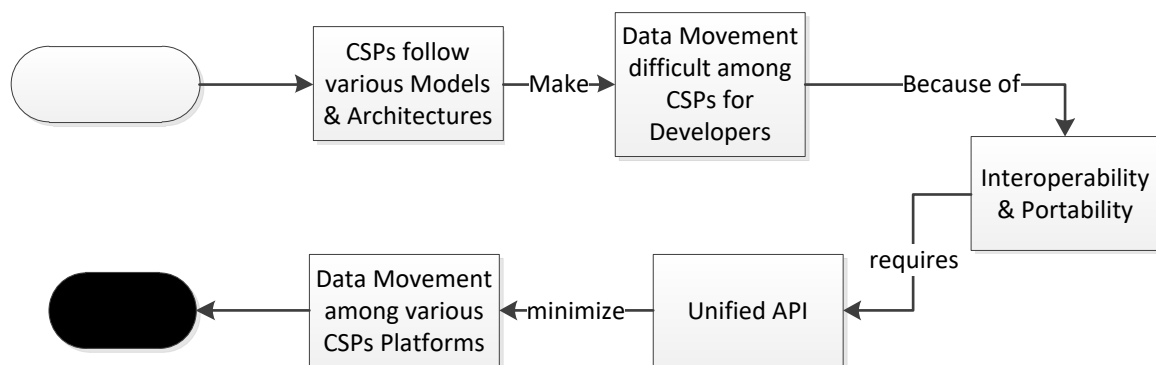 CSPs follow
various Models
& Architectures
Make
Data Movement
difficult among
CSPs for
Developers
Because of
Interoperability
& Portability
requires
Unified API
minimize
Data Movement
among various
CSPs Platforms